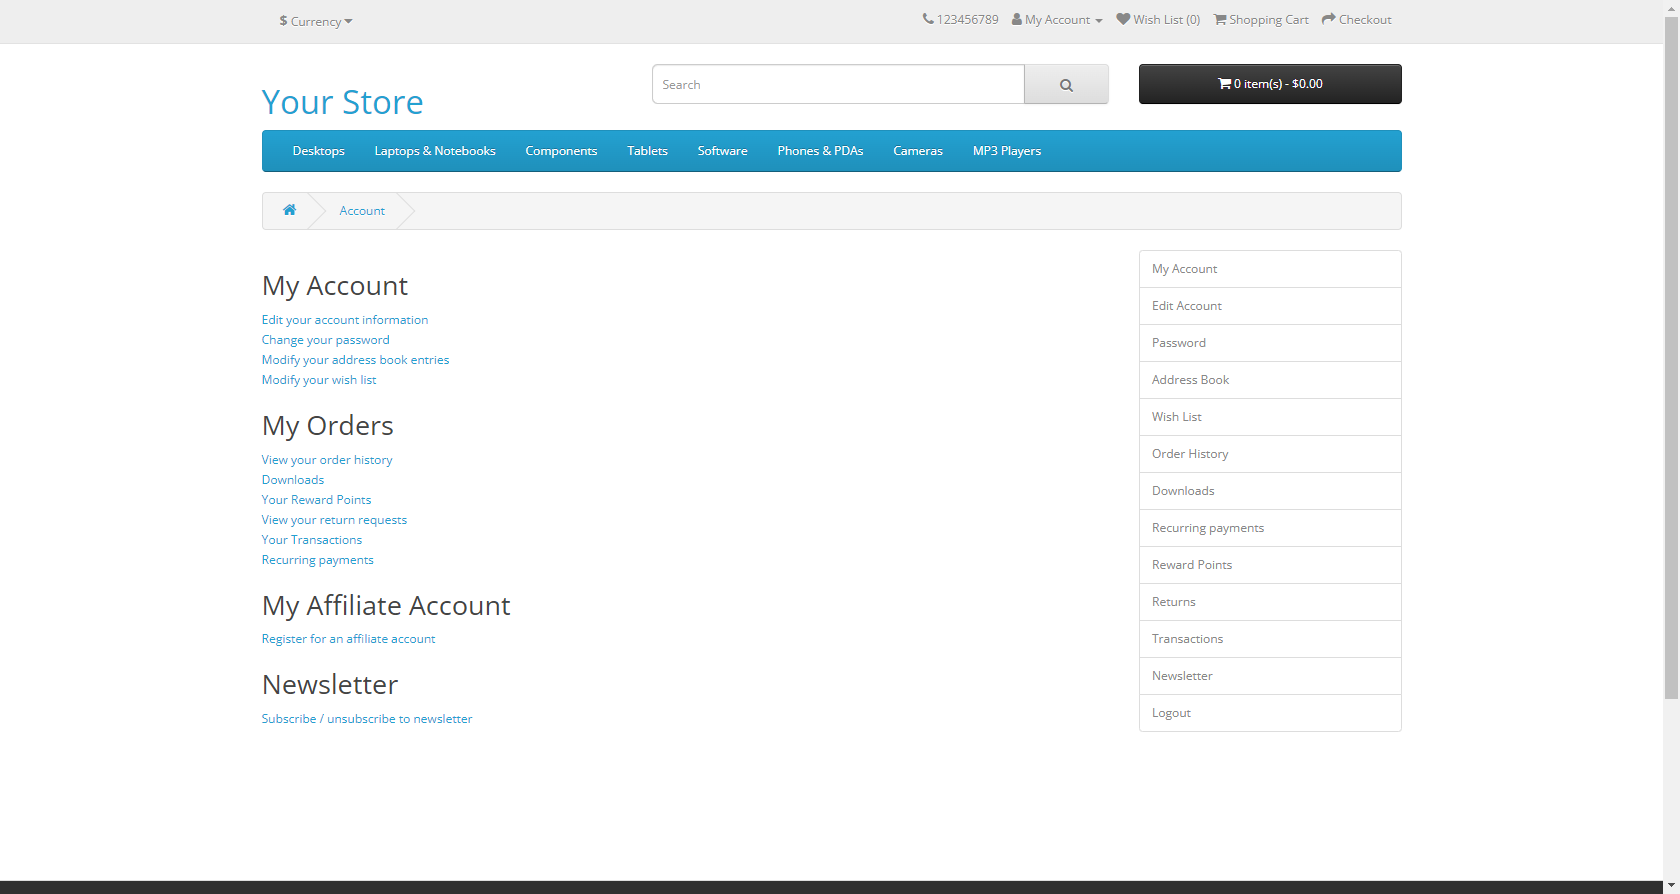 $ Currency
123456789 My Account Wish List (0) Shopping Cart Checkout
Your Store
Search
0 item(s) - $0.00
Desktops Laptops & Notebooks Components Tablets Software Phones & PDAs Cameras MP3 Players
Account
My Account
Edit your account information
Change your password
Modify your address book entries
Modify your wish list
My Orders
View your order history
Downloads
Your Reward Points
View your return requests
Your Transactions
Recurring payments
My Affiliate Account
Register for an affiliate account
Newsletter
Subscribe / unsubscribe to newsletter
My Account
Edit Account
Password
Address Book
Wish List
Order History
Downloads
Recurring payments
Reward Points
Returns
Transactions
Newsletter
Logout